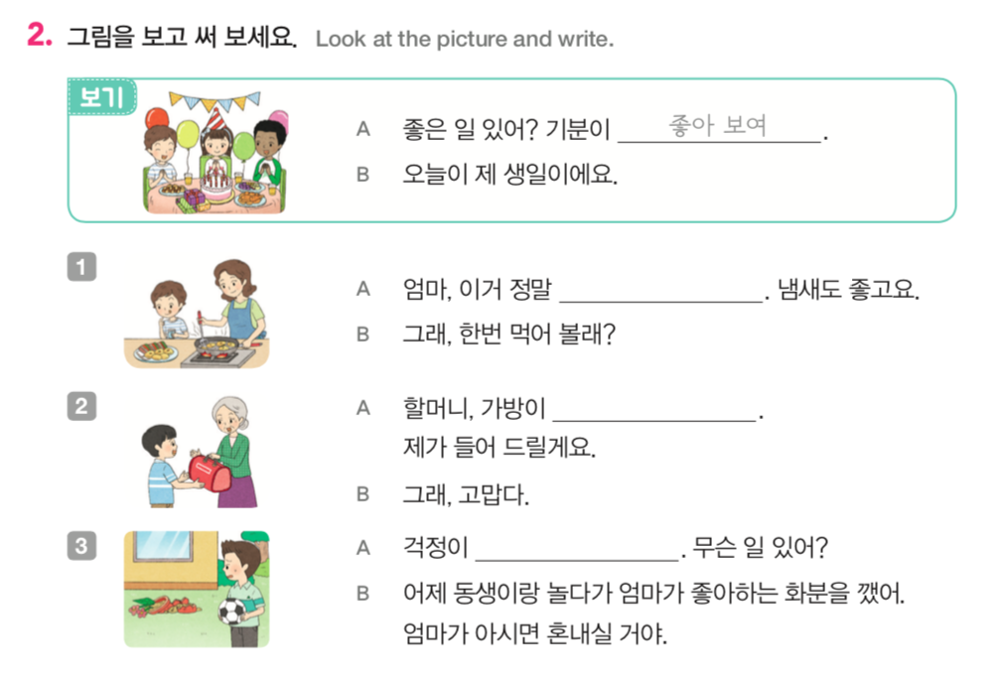 2. 그림을 보고 써 보세요. Look at the picture and write.
보기
A 좋은 일 있어? 기분이 좋아 보여.
B 오늘이 제 생일이에요.
1
A 엄마, 이거 정말 ____________. 냄새도 좋고요.
B 그래, 한번 먹어 볼래?
2
A 할머니, 가방이 ____________.
제가 들어 드릴게요.
B 그래, 고맙다.
3
A 걱정이 ____________. 무슨 일 있어?
B 어제 동생이랑 놀다가 엄마가 좋아하는 화분을 깼어.
엄마가 아시면 혼내실 거야.